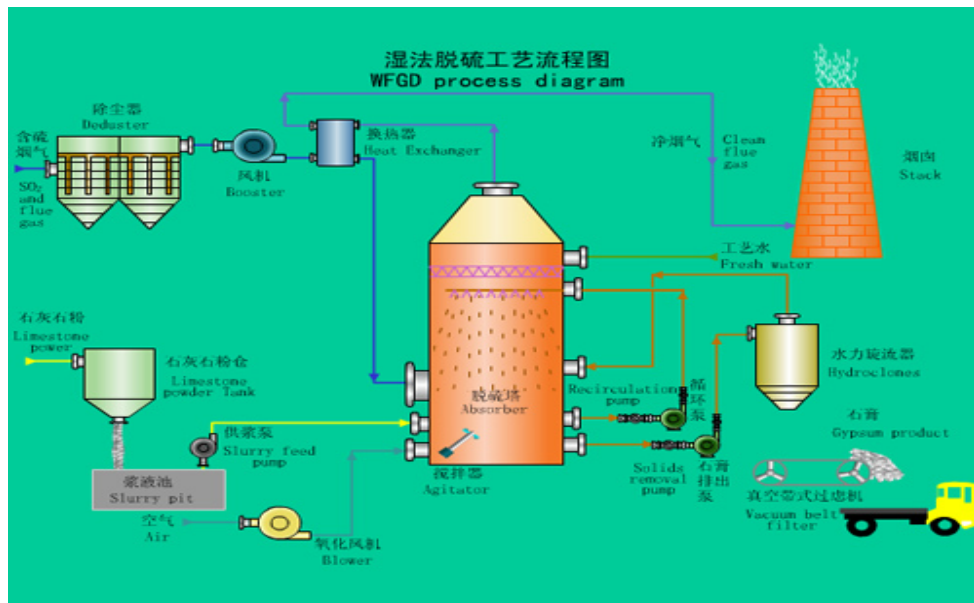 湿法脱硫工艺流程图
WFGD process diagram
除尘器
Deduster
含硫
烟气
SO₂
and
flue
gas
风机
Booster
换热器
Heat Exchanger
净烟气
Clean
flue
gas
烟囱
Stack
工艺水
Fresh water
石灰石粉
Limestone
power
石灰石粉仓
Limestone
powder Tank
脱硫塔
Absorber
Recirculation
pump
循
环
泵
水力旋流器
Hydroclones
石膏
Gypsum product
供浆泵
Slurry feed
pump
浆液池
Slurry pit
搅拌器
Agitator
Solids
removal
pump
石膏
排出
泵
真空带式过虑机
Vacuum belt
filter
空气
Air
氧化风机
Blower